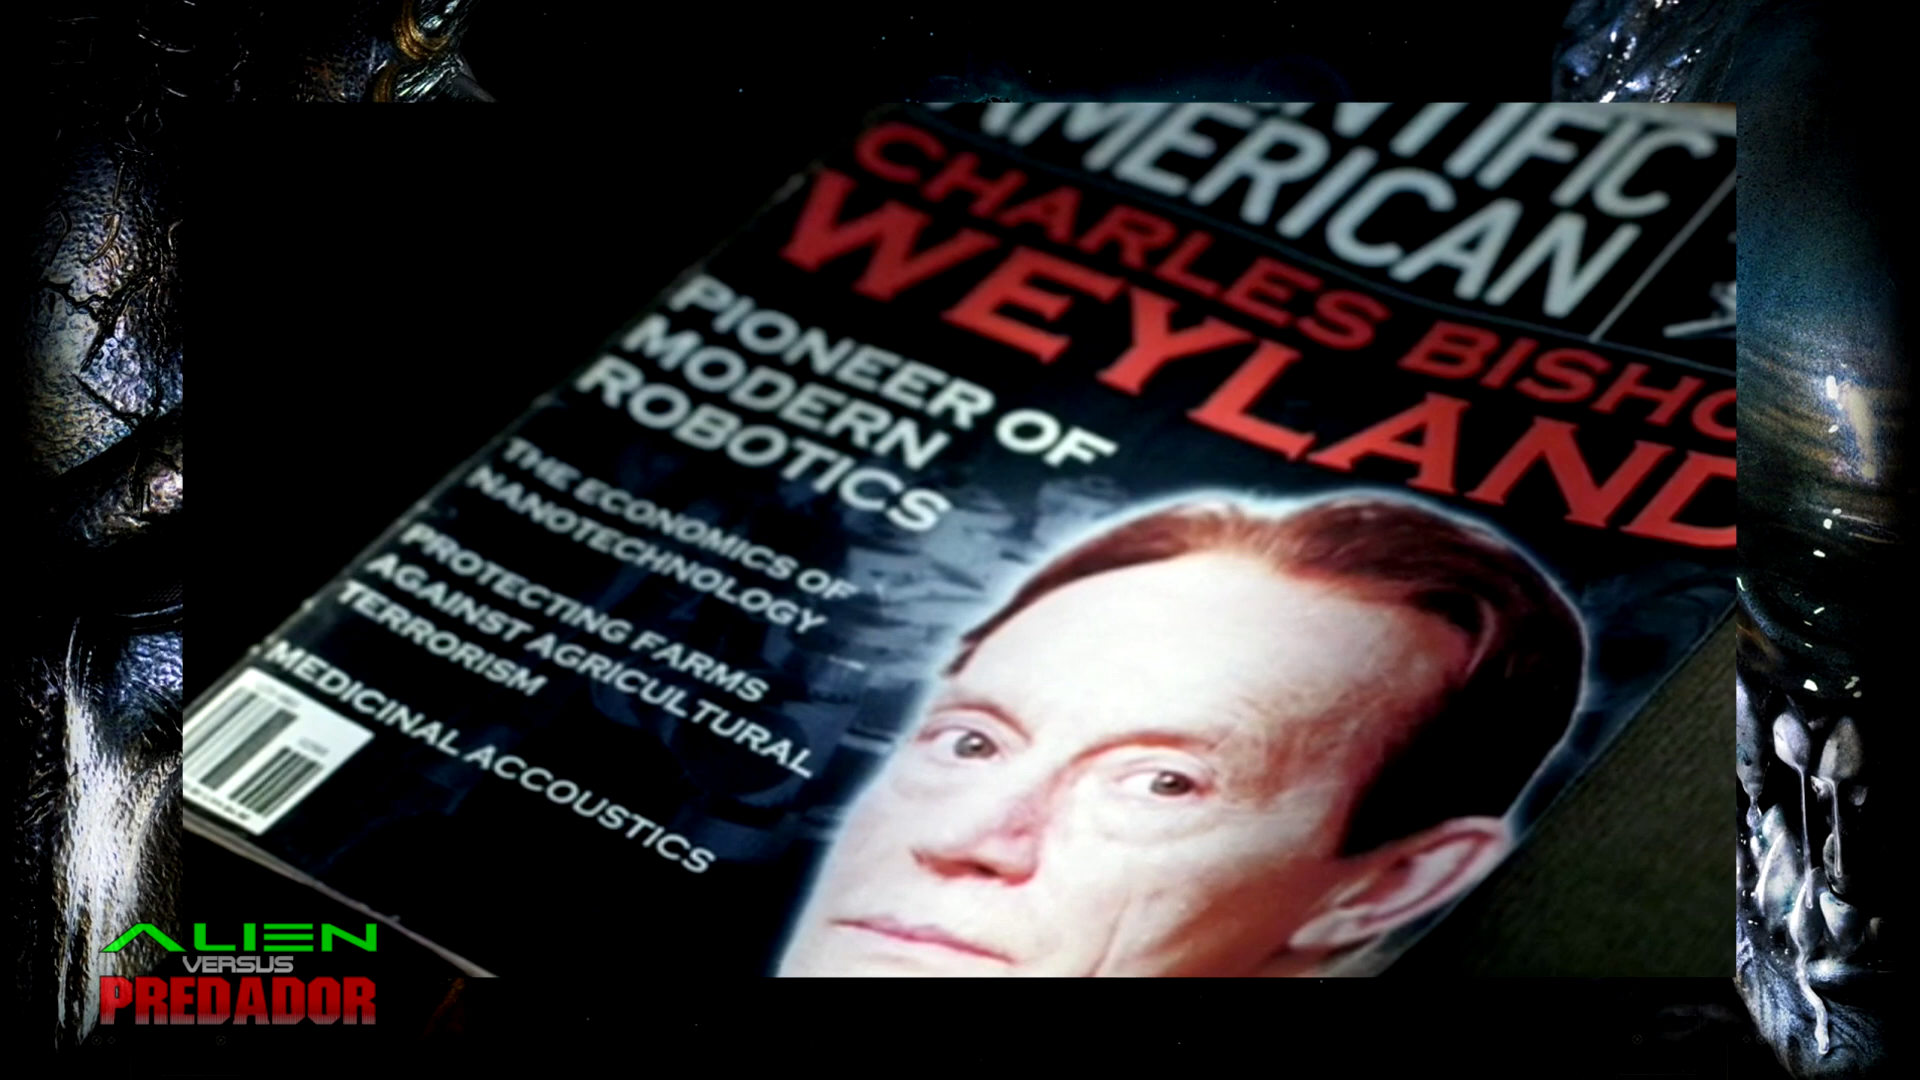 NTIFIC
AMERICAN
CHARLES BISHO
WEYLAND
PIONEER OF
MODERN
ROBOTICS
THE ECONOMICS OF
NANOTECHNOLOGY
PROTECTING FARMS
AGAINST AGRICULTURAL
TERRORISM
MEDICINAL ACCOUSTICS
ALIEN
VERSUS
PREDADOR